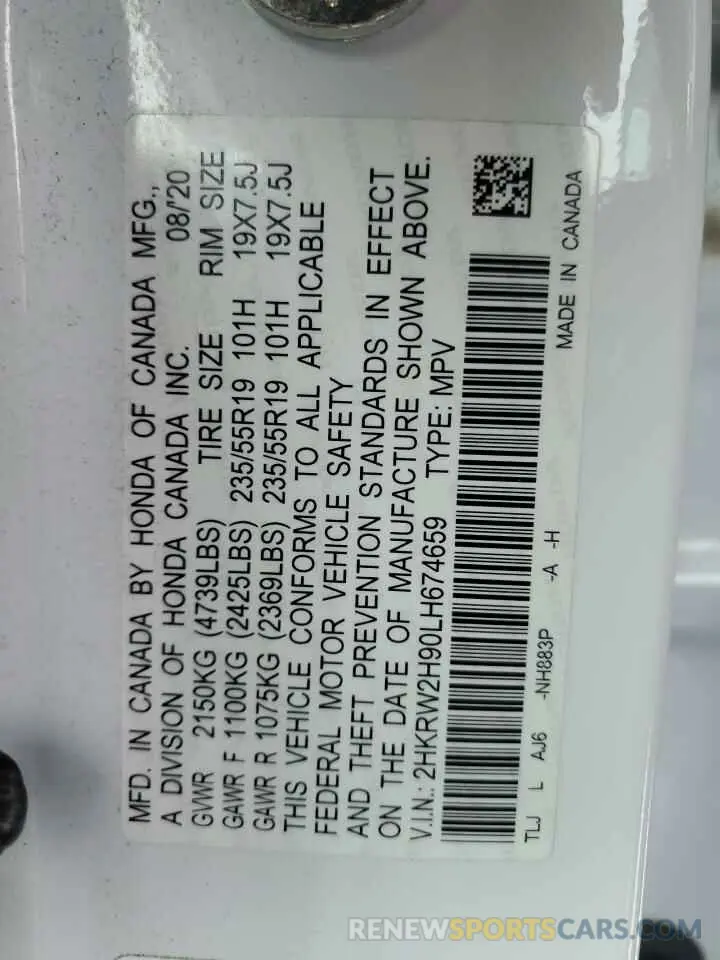 MFD. IN CANADA BY HONDA OF CANADA MFG.,
A DIVISION OF HONDA CANADA INC. 08/'20
GVWR 2150KG (4739LBS) TIRE SIZE RIM SIZE
GAWR F 1100KG (2425LBS) 235/55R19 101H 19X7.5J
GAWR R 1075KG (2369LBS) 235/55R19 101H 19X7.5J
THIS VEHICLE CONFORMS TO ALL APPLICABLE
FEDERAL MOTOR VEHICLE SAFETY
AND THEFT PREVENTION STANDARDS IN EFFECT
ON THE DATE OF MANUFACTURE SHOWN ABOVE.
V.I.N.: 2HKRW2H90LH674659 TYPE: MPV
TLJ L AJ6 -NH883P -A -H
MADE IN CANADA
RENEWSPORTSCARS.COM